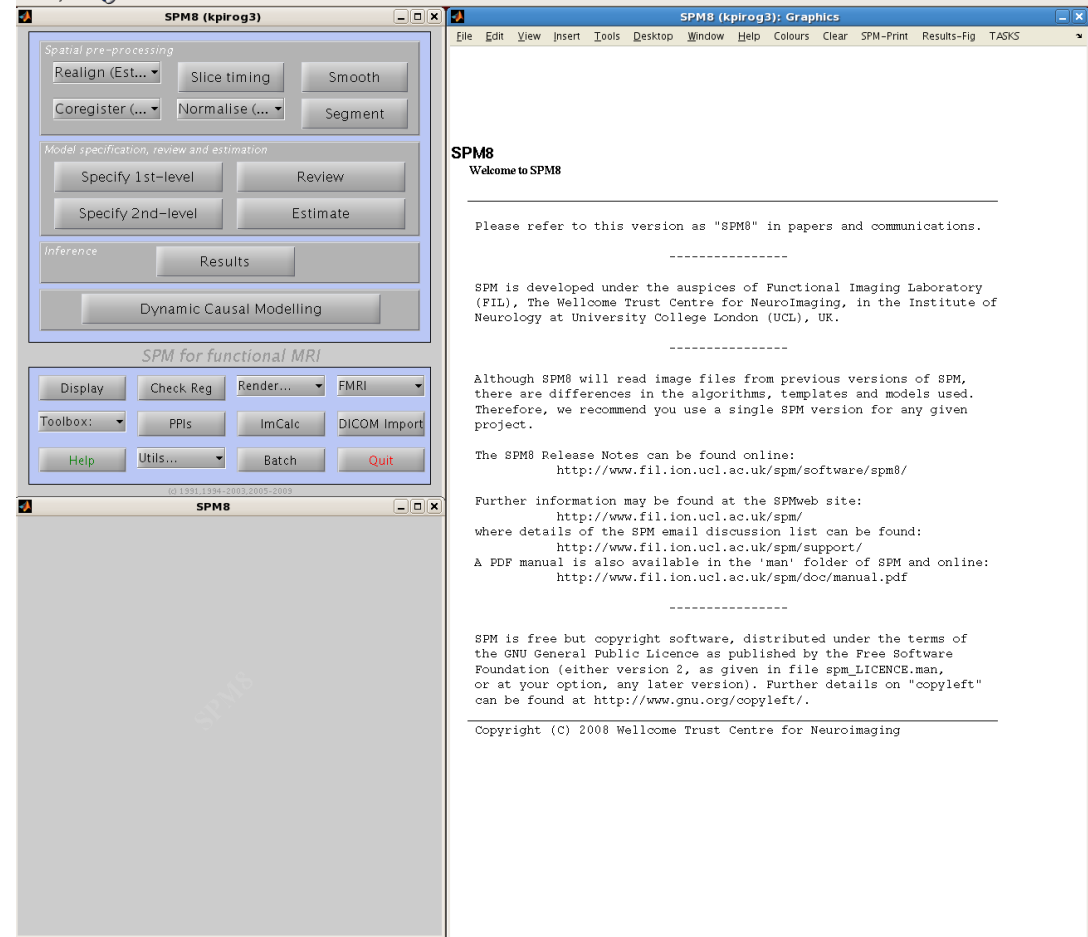 SPM8 (kpirog3)
Spatial pre-processing
Realign (Est... Slice timing Smooth
Coregister (... Normalise (... Segment
Model specification, review and estimation
Specify 1st-level Review
Specify 2nd-level Estimate
Inference
Results
Dynamic Causal Modelling
SPM for functional MRI
Display Check Reg Render... FMRI
Toolbox: PPIs ImCalc DICOM Import
Help Utils... Batch Quit
(c) 1991,1994-2003,2005-2009
SPM8
SPM8
SPM8 (kpirog3): Graphics
File Edit View Insert Tools Desktop Window Help Colours Clear SPM-Print Results-Fig TASKS
SPM8
Welcome to SPM8
Please refer to this version as "SPM8" in papers and communications.
----------------
SPM is developed under the auspices of Functional Imaging Laboratory
(FIL), The Wellcome Trust Centre for NeuroImaging, in the Institute of
Neurology at University College London (UCL), UK.
----------------
Although SPM8 will read image files from previous versions of SPM,
there are differences in the algorithms, templates and models used.
Therefore, we recommend you use a single SPM version for any given
project.
The SPM8 Release Notes can be found online:
http://www.fil.ion.ucl.ac.uk/spm/software/spm8/
Further information may be found at the SPMweb site:
http://www.fil.ion.ucl.ac.uk/spm/
where details of the SPM email discussion list can be found:
http://www.fil.ion.ucl.ac.uk/spm/support/
A PDF manual is also available in the 'man' folder of SPM and online:
http://www.fil.ion.ucl.ac.uk/spm/doc/manual.pdf
----------------
SPM is free but copyright software, distributed under the terms of
the GNU General Public Licence as published by the Free Software
Foundation (either version 2, as given in file spm_LICENCE.man,
or at your option, any later version). Further details on "copyleft"
can be found at http://www.gnu.org/copyleft/.
Copyright (C) 2008 Wellcome Trust Centre for Neuroimaging